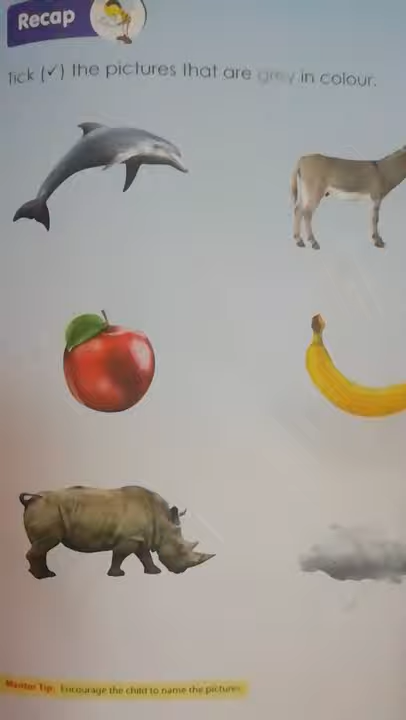 Recap
Tick (✓) the pictures that are grey in colour.
Mentor Tip: Encourage the child to name the pictures.